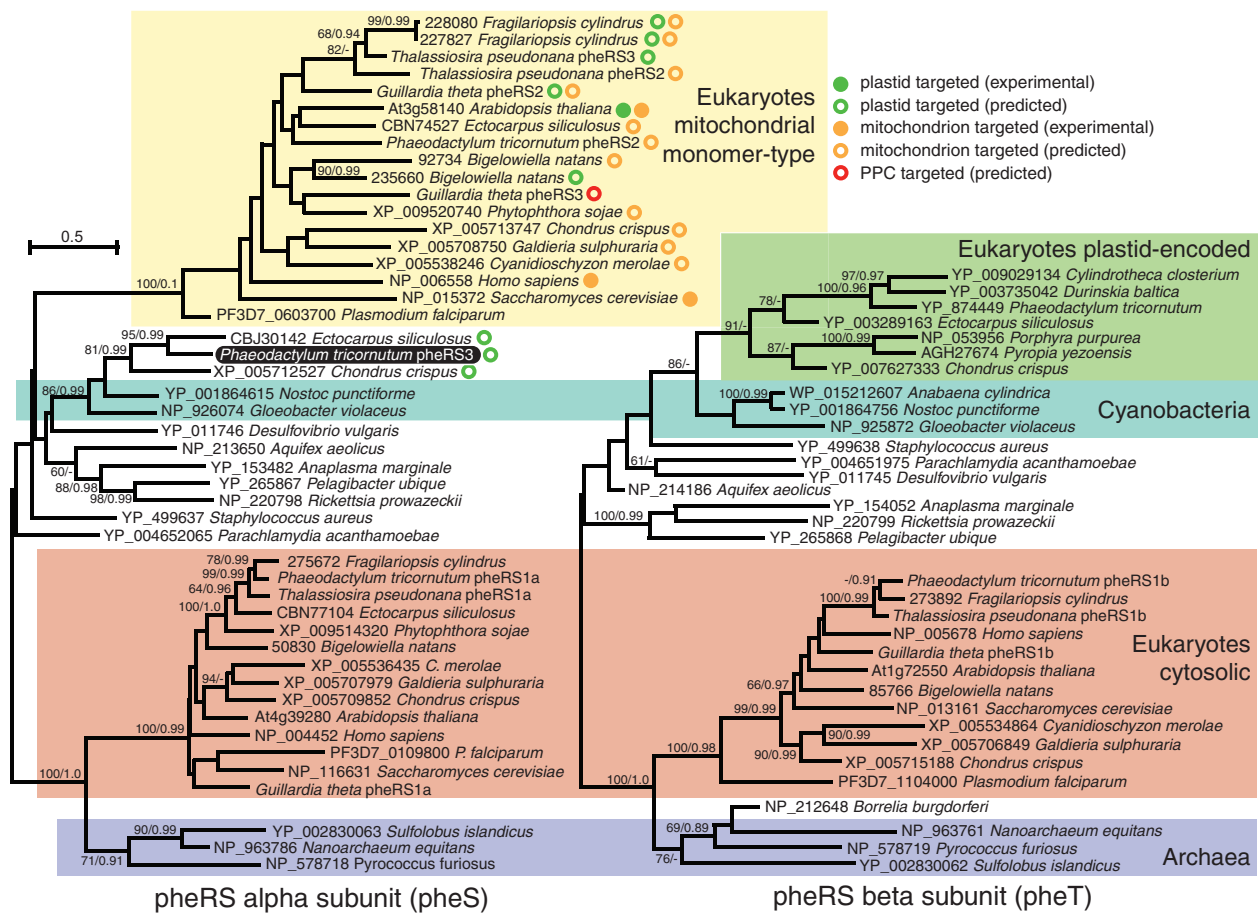 99/0.99
228080 Fragilariopsis cylindrus
68/0.94
227827 Fragilariopsis cylindrus
82/-
Thalassiosira pseudonana pheRS3
Thalassiosira pseudonana pheRS2
Guillardia theta pheRS2
At3g58140 Arabidopsis thaliana
CBN74527 Ectocarpus siliculosus
Phaeodactylum tricornutum pheRS2
92734 Bigelowiella natans
90/0.99
235660 Bigelowiella natans
Guillardia theta pheRS3
XP_009520740 Phytophthora sojae
XP_005713747 Chondrus crispus
XP_005708750 Galdieria sulphuraria
XP_005538246 Cyanidioschyzon merolae
100/0.1
NP_006558 Homo sapiens
NP_015372 Saccharomyces cerevisiae
PF3D7_0603700 Plasmodium falciparum
Eukaryotes
mitochondrial
monomer-type
plastid targeted (experimental)
plastid targeted (predicted)
mitochondrion targeted (experimental)
mitochondrion targeted (predicted)
PPC targeted (predicted)
0.5
95/0.99
CBJ30142 Ectocarpus siliculosus
81/0.99
Phaeodactylum tricornutum pheRS3
XP_005712527 Chondrus crispus
86/0.99
YP_001864615 Nostoc punctiforme
NP_926074 Gloeobacter violaceus
YP_011746 Desulfovibrio vulgaris
NP_213650 Aquifex aeolicus
60/-
YP_153482 Anaplasma marginale
88/0.98
YP_265867 Pelagibacter ubique
98/0.99
NP_220798 Rickettsia prowazeckii
YP_499637 Staphylococcus aureus
YP_004652065 Parachlamydia acanthamoebae
78/0.99
275672 Fragilariopsis cylindrus
99/0.99
Phaeodactylum tricornutum pheRS1a
64/0.96
Thalassiosira pseudonana pheRS1a
100/1.0
CBN77104 Ectocarpus siliculosus
XP_009514320 Phytophthora sojae
50830 Bigelowiella natans
XP_005536435 C. merolae
94/-
XP_005707979 Galdieria sulphuraria
XP_005709852 Chondrus crispus
At4g39280 Arabidopsis thaliana
100/0.99
NP_004452 Homo sapiens
PF3D7_0109800 P. falciparum
NP_116631 Saccharomyces cerevisiae
100/1.0
Guillardia theta pheRS1a
90/0.99
YP_002830063 Sulfolobus islandicus
NP_963786 Nanoarchaeum equitans
71/0.91
NP_578718 Pyrococcus furiosus
pheRS alpha subunit (pheS)
Eukaryotes plastid-encoded
97/0.97
YP_009029134 Cylindrotheca closterium
100/0.96
YP_003735042 Durinskia baltica
78/-
YP_874449 Phaeodactylum tricornutum
YP_003289163 Ectocarpus siliculosus
91/-
100/0.99
NP_053956 Porphyra purpurea
87/-
AGH27674 Pyropia yezoensis
YP_007627333 Chondrus crispus
86/-
100/0.99
WP_015212607 Anabaena cylindrica
YP_001864756 Nostoc punctiforme
NP_925872 Gloeobacter violaceus
Cyanobacteria
YP_499638 Staphylococcus aureus
61/-
YP_004651975 Parachlamydia acanthamoebae
YP_011745 Desulfovibrio vulgaris
NP_214186 Aquifex aeolicus
YP_154052 Anaplasma marginale
100/0.99
NP_220799 Rickettsia prowazeckii
YP_265868 Pelagibacter ubique
-/0.91
Phaeodactylum tricornutum pheRS1b
100/0.99
273892 Fragilariopsis cylindrus
Thalassiosira pseudonana pheRS1b
NP_005678 Homo sapiens
Guillardia theta pheRS1b
At1g72550 Arabidopsis thaliana
66/0.97
85766 Bigelowiella natans
99/0.99
NP_013161 Saccharomyces cerevisiae
XP_005534864 Cyanidioschyzon merolae
90/0.99
XP_005706849 Galdieria sulphuraria
100/0.98
90/0.99
XP_005715188 Chondrus crispus
100/1.0
PF3D7_1104000 Plasmodium falciparum
Eukaryotes
cytosolic
NP_212648 Borrelia burgdorferi
69/0.89
NP_963761 Nanoarchaeum equitans
NP_578719 Pyrococcus furiosus
76/-
YP_002830062 Sulfolobus islandicus
Archaea
pheRS beta subunit (pheT)